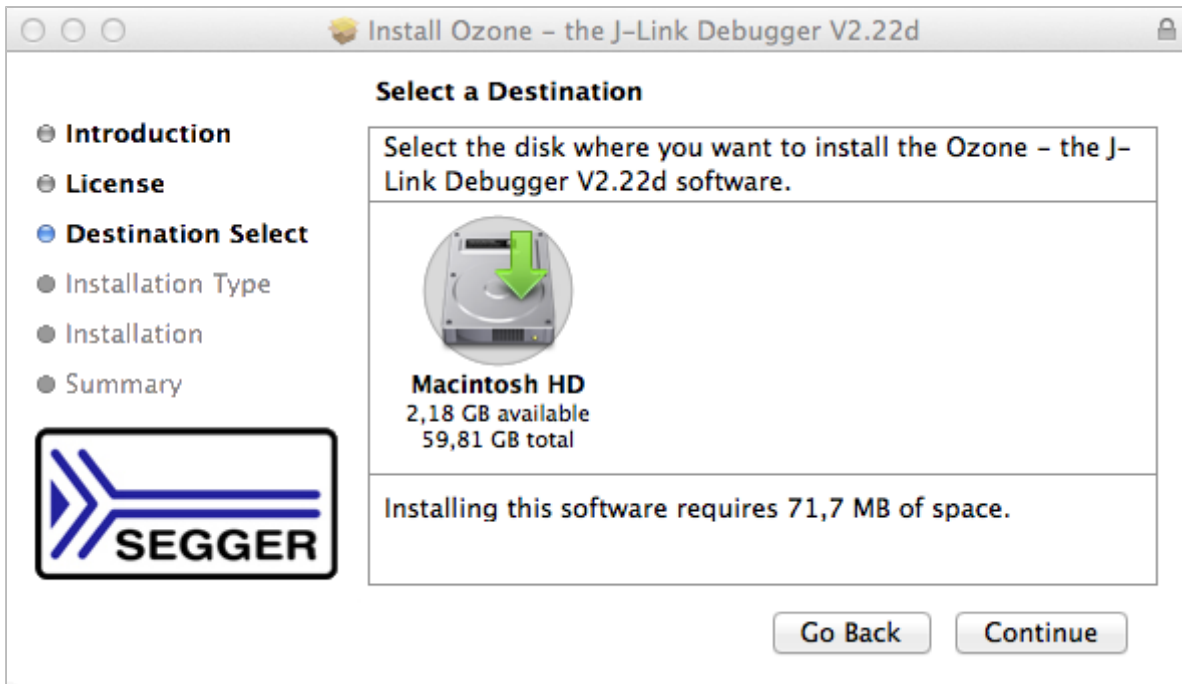 Install Ozone – the J–Link Debugger V2.22d
Select a Destination
Introduction
License
Destination Select
Installation Type
Installation
Summary
SEGGER
Select the disk where you want to install the Ozone – the J–
Link Debugger V2.22d software.
Macintosh HD
2,18 GB available
59,81 GB total
Installing this software requires 71,7 MB of space.
Go Back
Continue